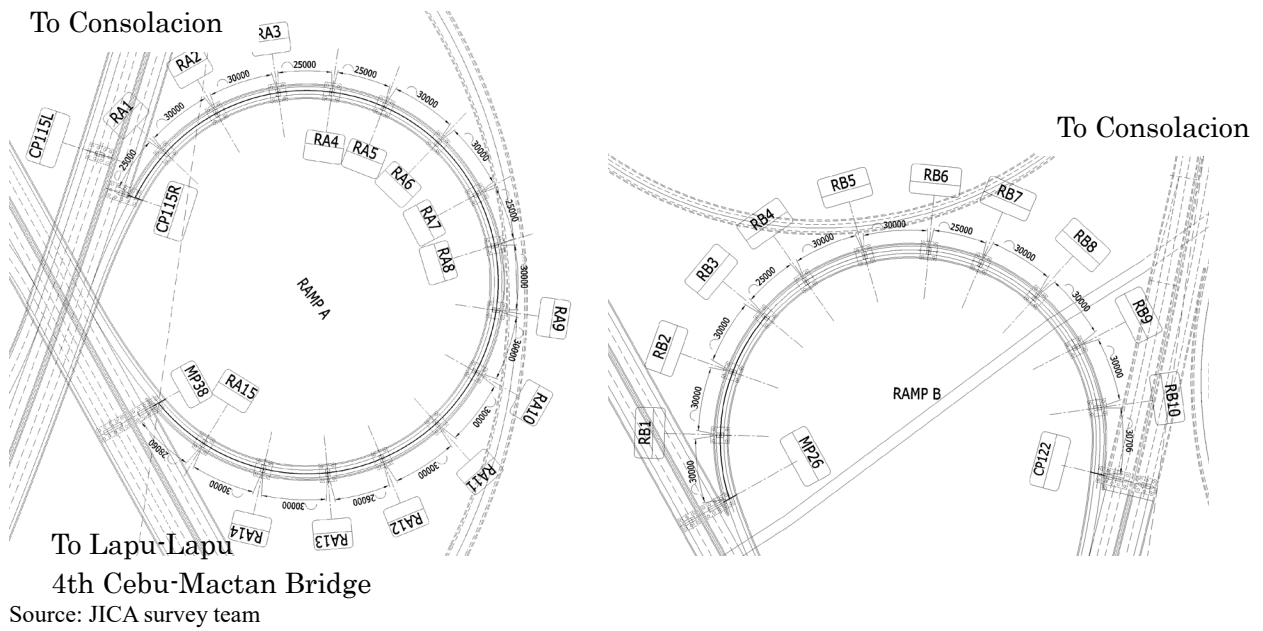 To Consolacion
RA3
RA2
RA1
CP115L
CP115R
25000
30000
30000
25000
25000
30000
30000
25000
30000
30000
30000
30000
26000
30000
30000
28060
RA4
RA5
RA6
RA7
RA8
RA9
RA10
RA11
RA12
RA13
RA14
RA15
MP38
RAMP A
To Lapu-Lapu
4th Cebu-Mactan Bridge
Source: JICA survey team
To Consolacion
RB1
RB2
RB3
RB4
RB5
RB6
RB7
RB8
RB9
RB10
MP26
CP122
RAMP B
30000
30000
30000
25000
30000
30000
25000
30000
30000
30000
30706